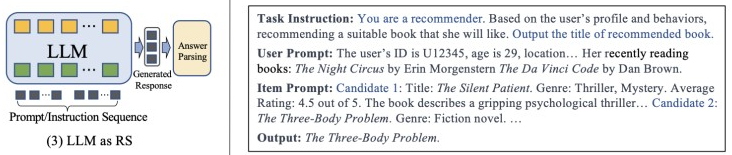 LLM
Generated
Response
Answer
Parsing
Prompt/Instruction Sequence
(3) LLM as RS
Task Instruction: You are a recommender. Based on the user's profile and behaviors,
recommending a suitable book that she will like. Output the title of recommended book.
User Prompt: The user's ID is U12345, age is 29, location… Her recently reading
books: The Night Circus by Erin Morgenstern The Da Vinci Code by Dan Brown.
Item Prompt: Candidate 1: Title: The Silent Patient. Genre: Thriller, Mystery. Average
Rating: 4.5 out of 5. The book describes a gripping psychological thriller… Candidate 2:
The Three-Body Problem. Genre: Fiction novel. …
Output: The Three-Body Problem.